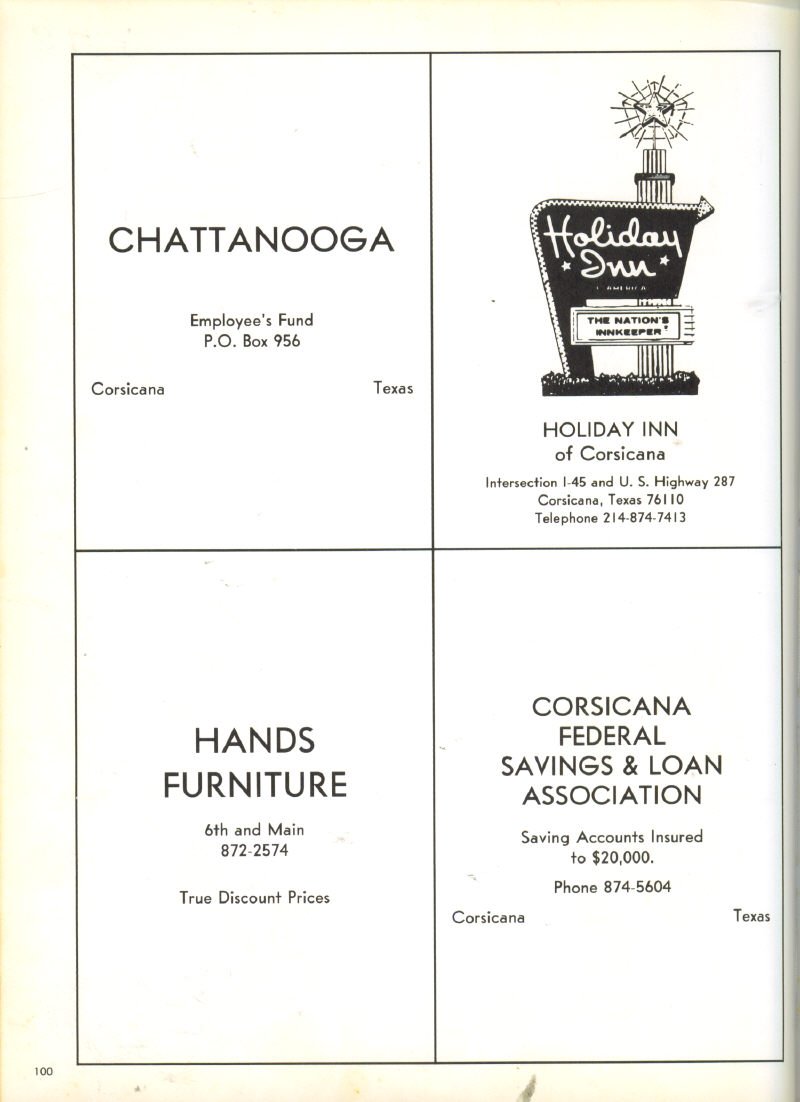 CHATTANOOGA
Employee's Fund
P.O. Box 956
Corsicana Texas
Holiday
Inn
AMERICA
THE NATION'S
INNKEEPER
HOLIDAY INN
of Corsicana
Intersection I-45 and U. S. Highway 287
Corsicana, Texas 76110
Telephone 214-874-7413
HANDS
FURNITURE
6th and Main
872-2574
True Discount Prices
CORSICANA
FEDERAL
SAVINGS & LOAN
ASSOCIATION
Saving Accounts Insured
to $20,000.
Phone 874-5604
Corsicana Texas
100